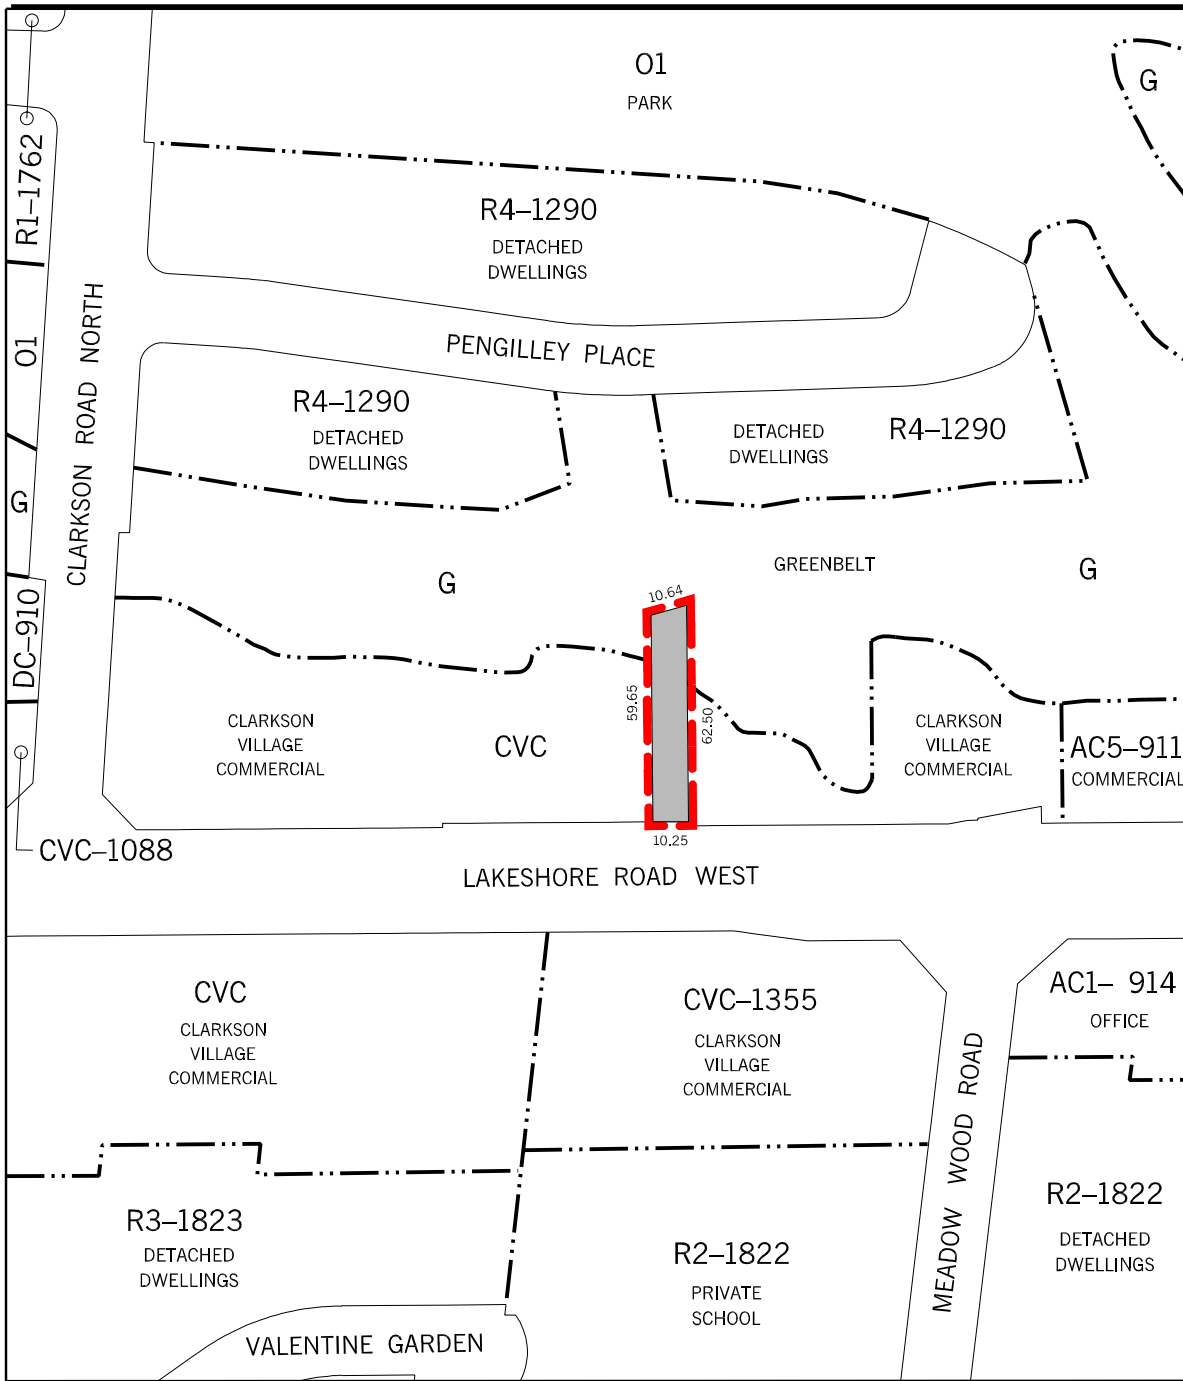 O1
PARK
G
R1–1762
R4–1290
DETACHED
DWELLINGS
O1
CLARKSON ROAD NORTH
PENGILLEY PLACE
R4–1290
DETACHED
DWELLINGS
DETACHED
DWELLINGS
R4–1290
G
GREENBELT
G
G
DC–910
10.64
59.65
62.50
10.25
CLARKSON
VILLAGE
COMMERCIAL
CVC
CLARKSON
VILLAGE
COMMERCIAL
AC5–911
COMMERCIAL
CVC–1088
LAKESHORE ROAD WEST
CVC
CLARKSON
VILLAGE
COMMERCIAL
CVC–1355
CLARKSON
VILLAGE
COMMERCIAL
AC1– 914
OFFICE
MEADOW WOOD ROAD
R3–1823
DETACHED
DWELLINGS
R2–1822
PRIVATE
SCHOOL
R2–1822
DETACHED
DWELLINGS
VALENTINE GARDEN